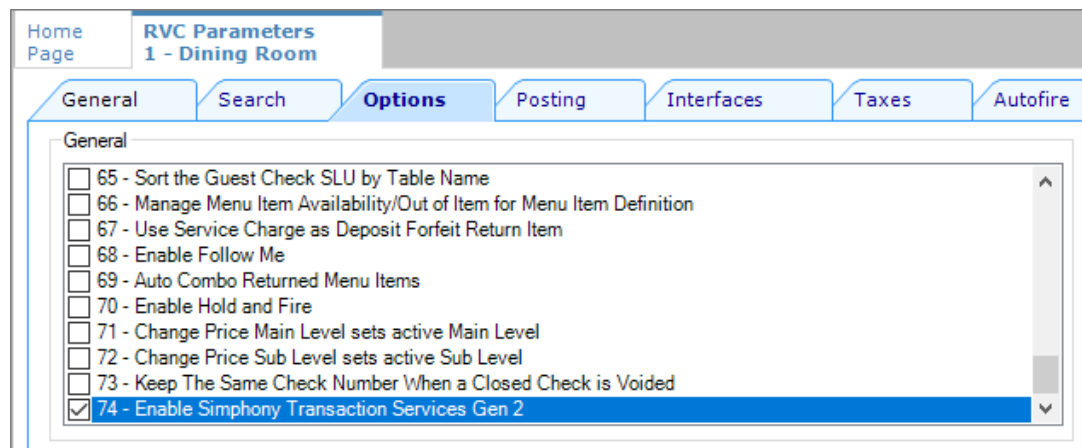 Home Page
RVC Parameters
1 - Dining Room
General
Search
Options
Posting
Interfaces
Taxes
Autofire
General
65 - Sort the Guest Check SLU by Table Name
66 - Manage Menu Item Availability/Out of Item for Menu Item Definition
67 - Use Service Charge as Deposit Forfeit Return Item
68 - Enable Follow Me
69 - Auto Combo Returned Menu Items
70 - Enable Hold and Fire
71 - Change Price Main Level sets active Main Level
72 - Change Price Sub Level sets active Sub Level
73 - Keep The Same Check Number When a Closed Check is Voided
74 - Enable Simphony Transaction Services Gen 2